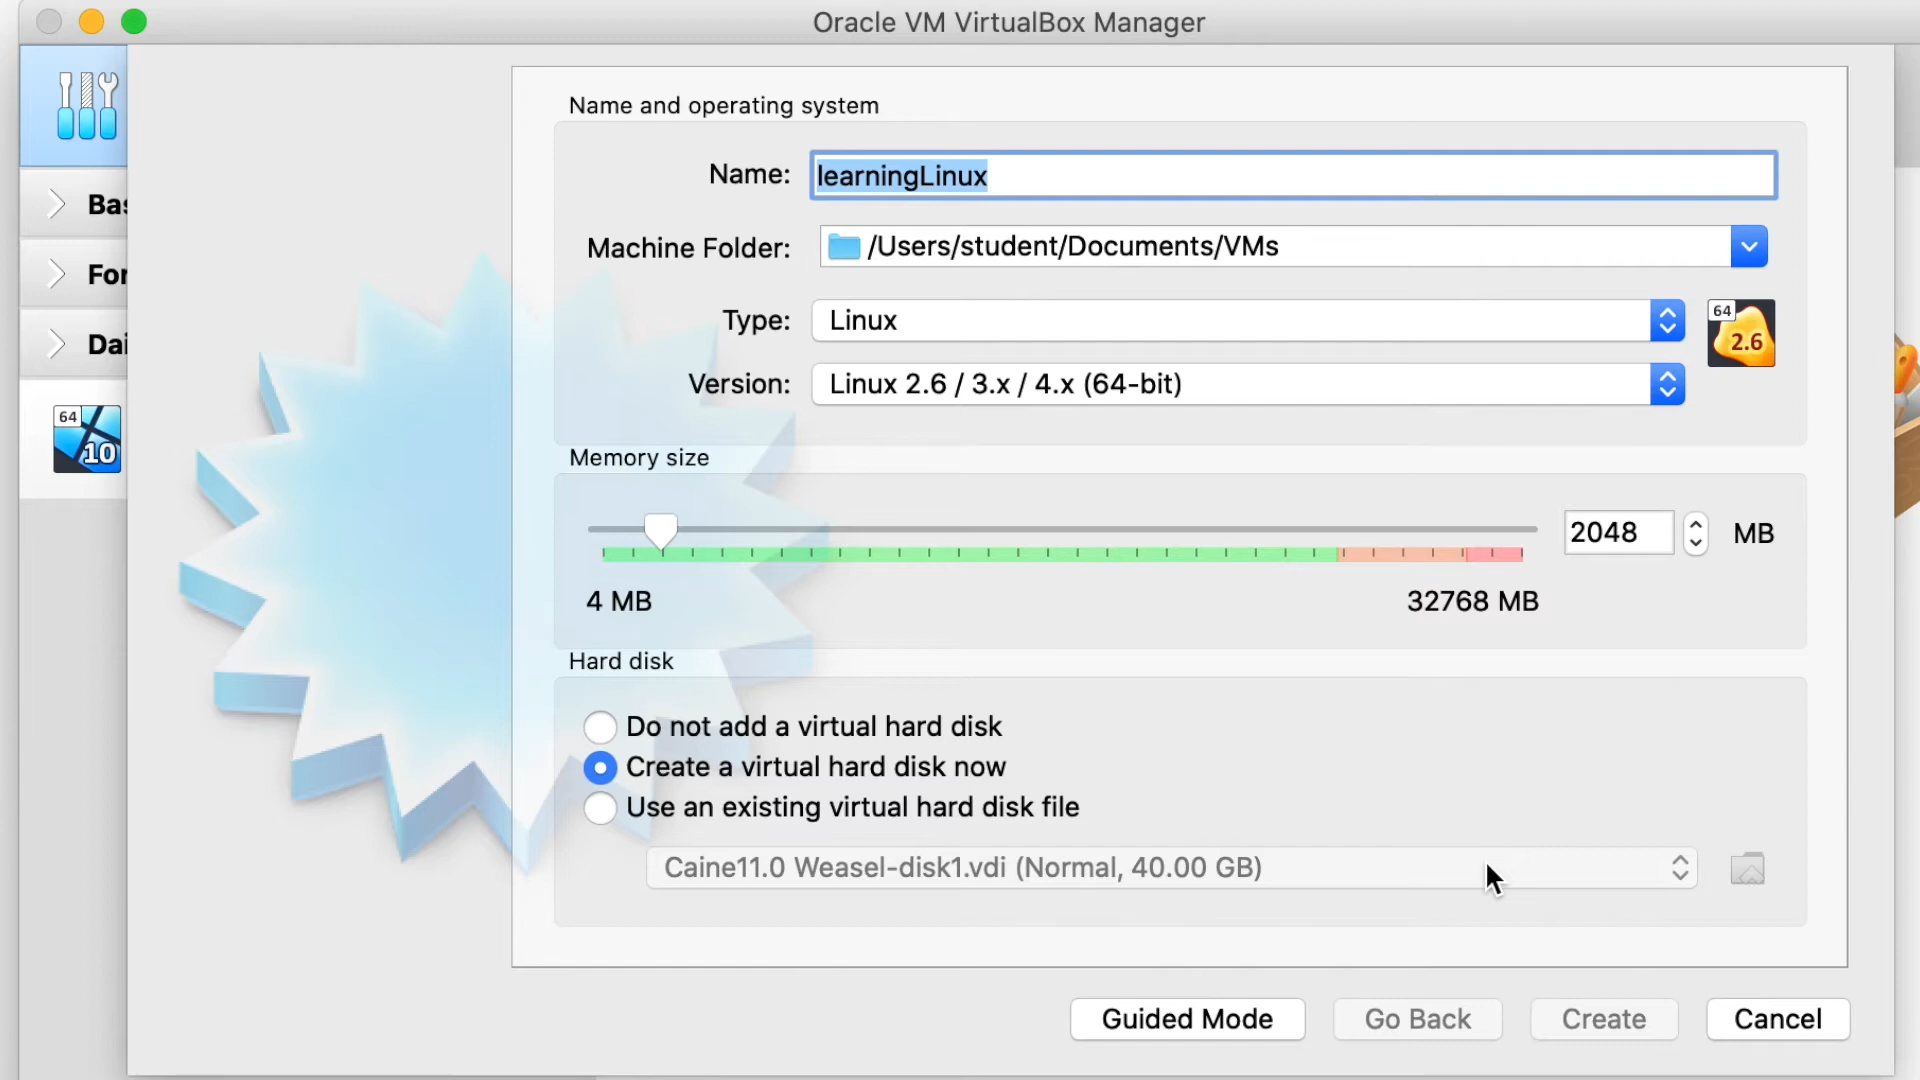 Oracle VM VirtualBox Manager
Name and operating system
Name: learningLinux
Machine Folder: /Users/student/Documents/VMs
Type: Linux
64
2.6
Version: Linux 2.6 / 3.x / 4.x (64-bit)
Bas
For
Dai
64
10
Memory size
2048 MB
4 MB 32768 MB
Hard disk
Do not add a virtual hard disk
Create a virtual hard disk now
Use an existing virtual hard disk file
Caine11.0 Weasel-disk1.vdi (Normal, 40.00 GB)
Guided Mode Go Back Create Cancel